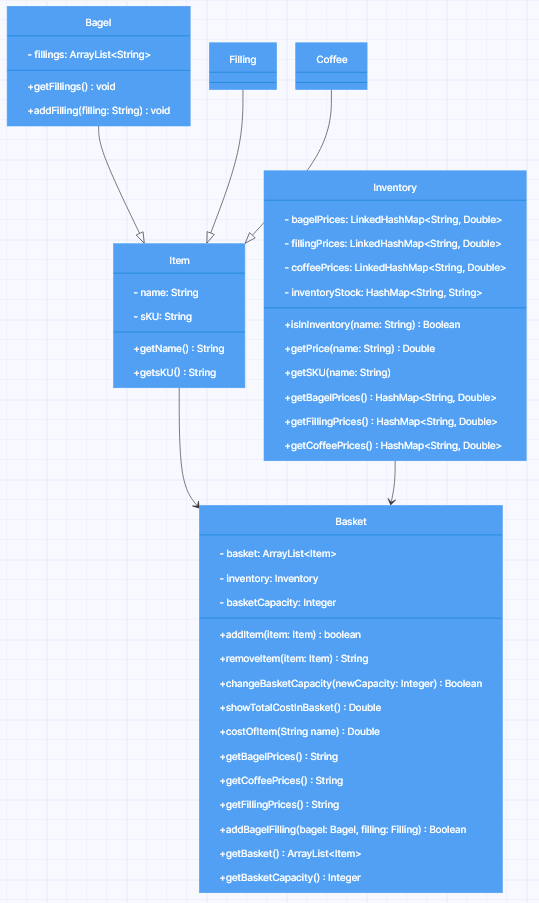 Bagel
- fillings: ArrayList<String>
+getFillings() : void
+addFilling(filling: String) : void
Filling
Coffee
Inventory
- bagelPrices: LinkedHashMap<String, Double>
- fillingPrices: LinkedHashMap<String, Double>
- coffeePrices: LinkedHashMap<String, Double>
- inventoryStock: HashMap<String, String>
+isInInventory(name: String) : Boolean
+getPrice(name: String) : Double
+getSKU(name: String)
+getBagelPrices() : HashMap<String, Double>
+getFillingPrices() : HashMap<String, Double>
+getCoffeePrices() : HashMap<String, Double>
Item
- name: String
- sKU: String
+getName() : String
+getsKU() : String
Basket
- basket: ArrayList<Item>
- inventory: Inventory
- basketCapacity: Integer
+addItem(item: Item) : boolean
+removeItem(item: Item) : String
+changeBasketCapacity(newCapacity: Integer) : Boolean
+showTotalCostInBasket() : Double
+costOfItem(String name) : Double
+getBagelPrices() : String
+getCoffeePrices() : String
+getFillingPrices() : String
+addBagelFilling(bagel: Bagel, filling: Filling) : Boolean
+getBasket() : ArrayList<Item>
+getBasketCapacity() : Integer